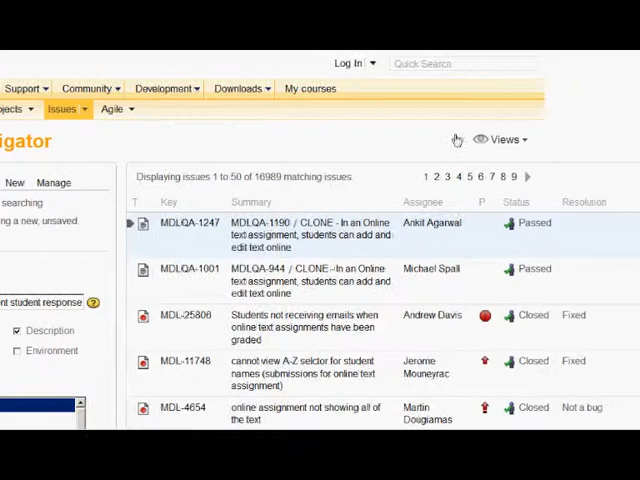 Log In Quick Search
Support Community Development Downloads My courses
ojects Issues Agile
igator Views
Displaying issues 1 to 50 of 16989 matching issues. 1 2 3 4 5 6 7 8 9
New Manage
searching
ng a new, unsaved.
T Key Summary Assignee P Status Resolution
MDLQA-1247 MDLQA-1190 / CLONE - In an Online Ankit Agarwal Passed
text assignment, students can add and
edit text online
MDLQA-1001 MDLQA-944 / CLONE - In an Online Michael Spall Passed
text assignment, students can add and
edit text online
ent student response ?
MDL-25806 Students not receiving emails when Andrew Davis Closed Fixed
online text assignments have been
graded
Description
Environment
MDL-11748 cannot view A-Z selctor for student Jerome Closed Fixed
names (submissions for online text Mouneyrac
assignment)
MDL-4654 online assignment not showing all of Martin Closed Not a bug
the text Dougiamas